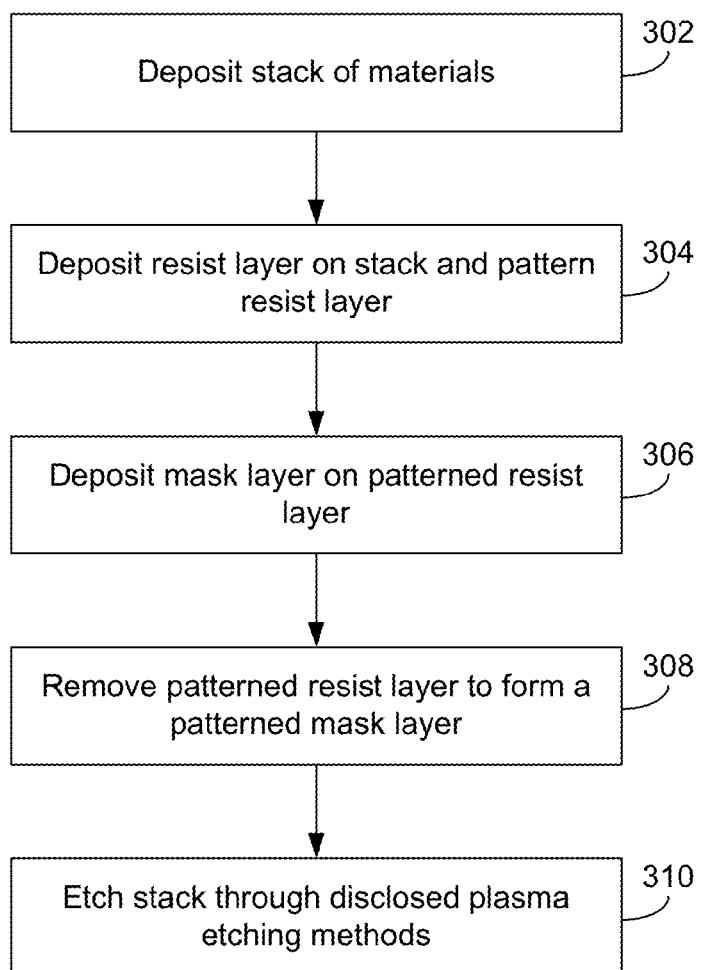 302
Deposit stack of materials
304
Deposit resist layer on stack and pattern
resist layer
306
Deposit mask layer on patterned resist
layer
308
Remove patterned resist layer to form a
patterned mask layer
310
Etch stack through disclosed plasma
etching methods